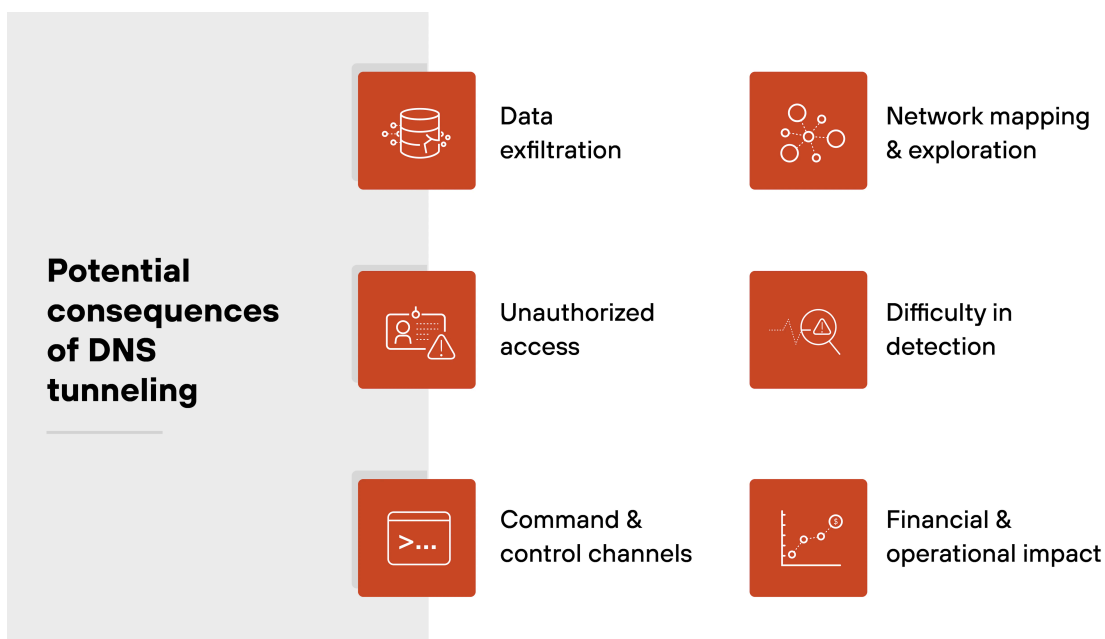 Potential
consequences
of DNS
tunneling
Data
exfiltration
Network mapping
& exploration
Unauthorized
access
Difficulty in
detection
>...
Command &
control channels
$
Financial &
operational impact